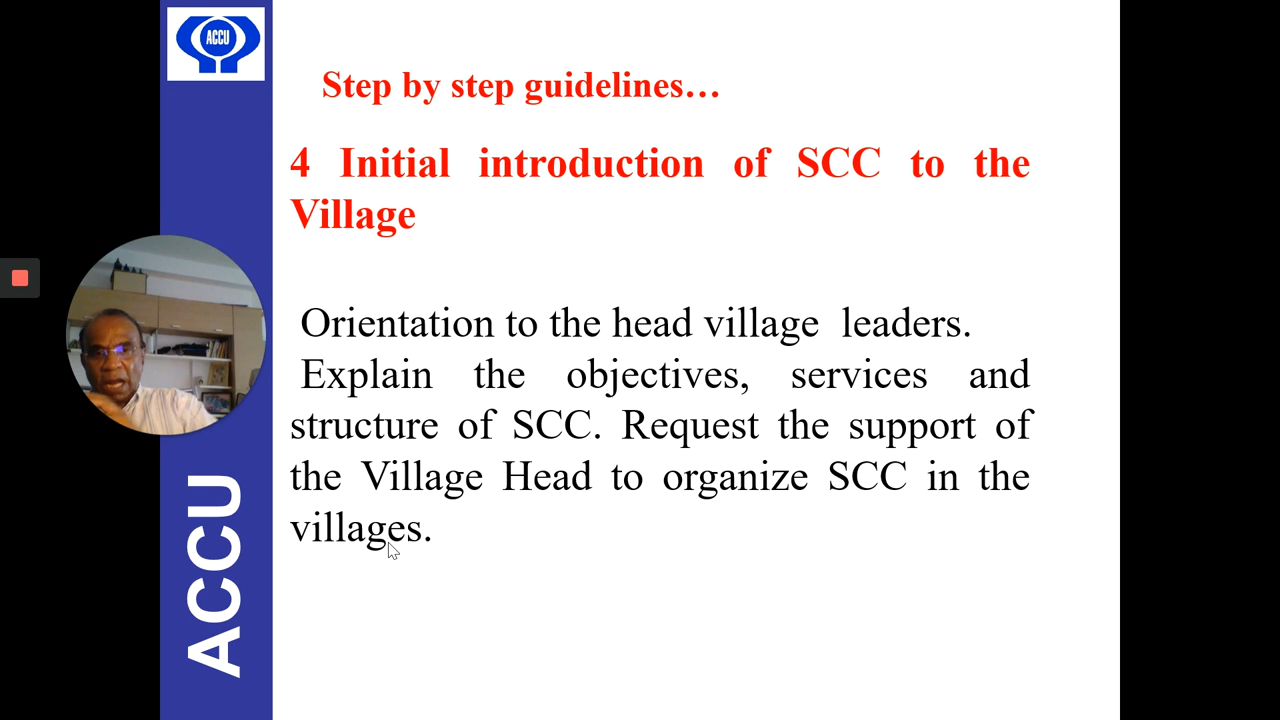 ACCU
Step by step guidelines…
4 Initial introduction of SCC to the
Village
Orientation to the head village leaders.
Explain the objectives, services and
structure of SCC. Request the support of
the Village Head to organize SCC in the
villages.
ACCU